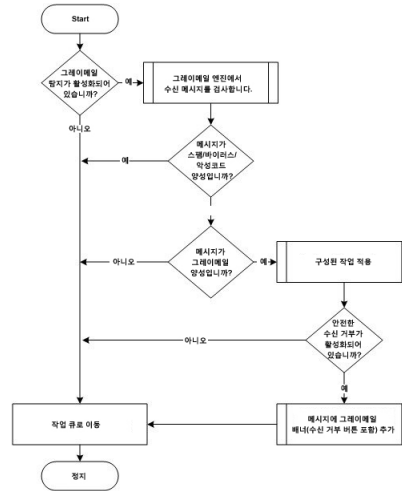 Start
그레이메일
탐지가 활성화되어
있습니까?
예
그레이메일 엔진에서
수신 메시지를 검사합니다.
아니오
메시지가
스팸/바이러스/
악성코드
양성입니까?
예
메시지가
그레이메일
양성입니까?
아니오
예
구성된 작업 적용
안전한
수신 거부가
활성화되어
있습니까?
아니오
예
작업 큐로 이동
메시지에 그레이메일
배너(수신 거부 버튼 포함) 추가
정지